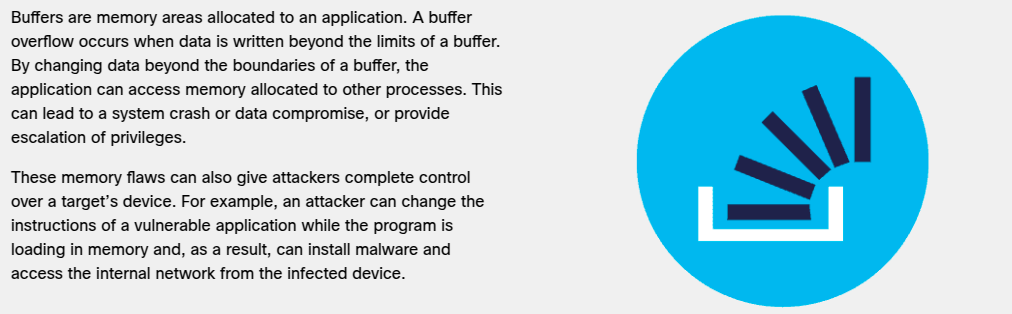 Buffers are memory areas allocated to an application. A buffer
overflow occurs when data is written beyond the limits of a buffer.
By changing data beyond the boundaries of a buffer, the
application can access memory allocated to other processes. This
can lead to a system crash or data compromise, or provide
escalation of privileges.
These memory flaws can also give attackers complete control
over a target’s device. For example, an attacker can change the
instructions of a vulnerable application while the program is
loading in memory and, as a result, can install malware and
access the internal network from the infected device.